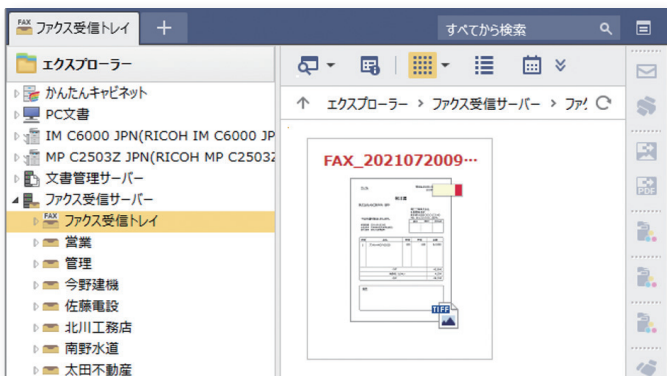 FAX ファクス受信トレイ
すべてから検索
エクスプローラー
かんたんキャビネット
PC文書
IM C6000 JPN(RICOH IM C6000 JP
MP C2503Z JPN(RICOH MP C2503Z
文書管理サーバー
ファクス受信サーバー
FAX ファクス受信トレイ
営業
管理
今野建機
佐藤電設
北川工務店
南野水道
太田不動産
エクスプローラー > ファクス受信サーバー > ファ
FAX_2021072009…
TIFF
PDF